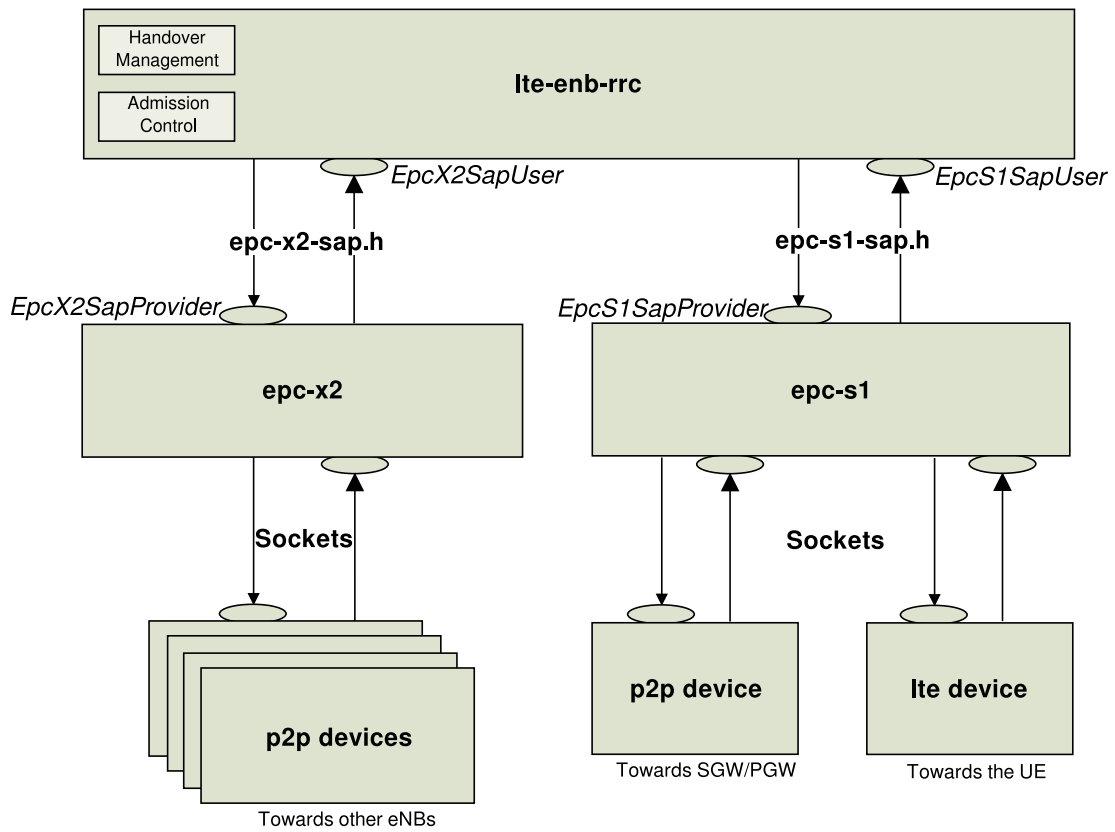 Handover
Management
lte-enb-rrc
Admission
Control
EpcX2SapUser
EpcS1SapUser
epc-x2-sap.h
epc-s1-sap.h
EpcX2SapProvider
EpcS1SapProvider
epc-x2
epc-s1
Sockets
Sockets
p2p devices
p2p device
lte device
Towards SGW/PGW
Towards the UE
Towards other eNBs